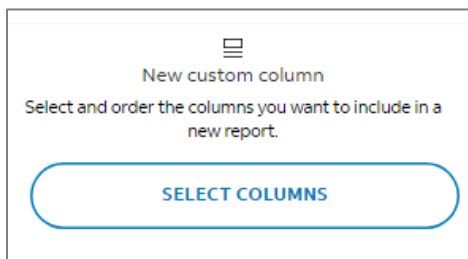 New custom column
Select and order the columns you want to include in a
new report.
SELECT COLUMNS